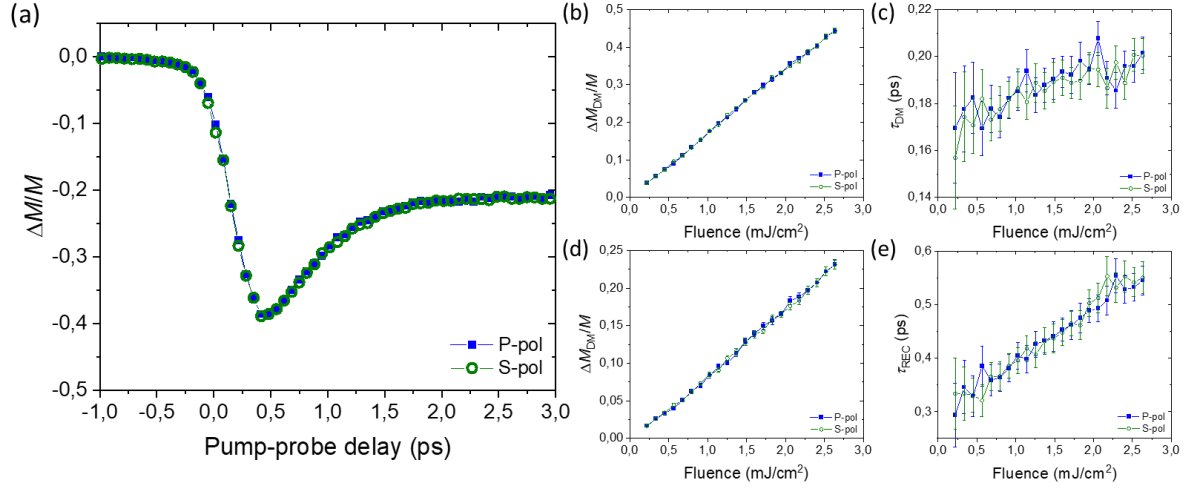 (a)
0,0
-0,1
-0,2
-0,3
-0,4
-0,5
ΔM/M
-1,0 -0,5 0,0 0,5 1,0 1,5 2,0 2,5 3,0
Pump-probe delay (ps)
P-pol
S-pol
(b)
0,5
0,4
0,3
0,2
0,1
0,0
ΔM_DM/M
0,0 0,5 1,0 1,5 2,0 2,5 3,0
Fluence (mJ/cm²)
P-pol
S-pol
(c)
0,22
0,20
0,18
0,16
0,14
τ_DM (ps)
0,0 0,5 1,0 1,5 2,0 2,5 3,0
Fluence (mJ/cm²)
P-pol
S-pol
(d)
0,25
0,20
0,15
0,10
0,05
0,00
ΔM_DM/M
0,0 0,5 1,0 1,5 2,0 2,5 3,0
Fluence (mJ/cm²)
P-pol
S-pol
(e)
0,6
0,5
0,4
0,3
τ_REC (ps)
0,0 0,5 1,0 1,5 2,0 2,5 3,0
Fluence (mJ/cm²)
P-pol
S-pol